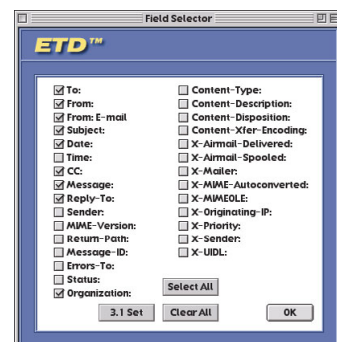 Field Selector
ETD™
To:
From:
From: E-mail
Subject:
Date:
Time:
CC:
Message:
Reply-To:
Sender:
MIME-Version:
Return-Path:
Message-ID:
Errors-To:
Status:
Organization:
Content-Type:
Content-Description:
Content-Disposition:
Content-Xfer-Encoding:
X-Airmail-Delivered:
X-Airmail-Spooled:
X-Mailer:
X-MIME-Autoconverted:
X-MIMEOLE:
X-Originating-IP:
X-Priority:
X-Sender:
X-UIDL:
Select All
3.1 Set
Clear All
OK